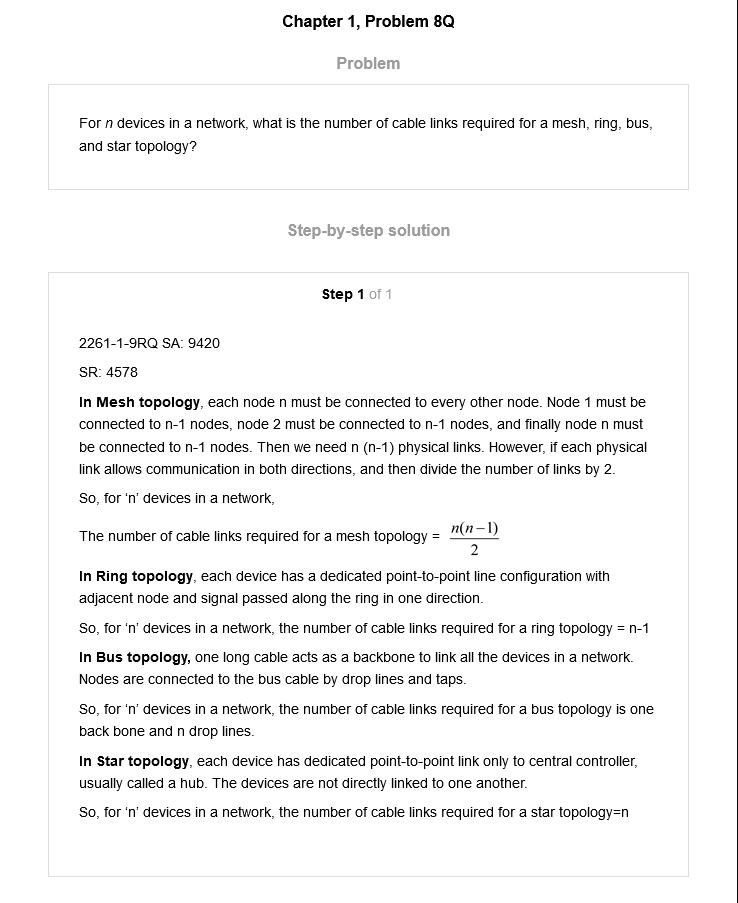 Chapter 1, Problem 8Q
Problem
For n devices in a network, what is the number of cable links required for a mesh, ring, bus,
and star topology?
Step-by-step solution
Step 1 of 1
2261-1-9RQ SA: 9420
SR: 4578
In Mesh topology, each node n must be connected to every other node. Node 1 must be
connected to n-1 nodes, node 2 must be connected to n-1 nodes, and finally node n must
be connected to n-1 nodes. Then we need n (n-1) physical links. However, if each physical
link allows communication in both directions, and then divide the number of links by 2.
So, for ‘n’ devices in a network,
The number of cable links required for a mesh topology = n(n−1)/2
In Ring topology, each device has a dedicated point-to-point line configuration with
adjacent node and signal passed along the ring in one direction.
So, for ‘n’ devices in a network, the number of cable links required for a ring topology = n-1
In Bus topology, one long cable acts as a backbone to link all the devices in a network.
Nodes are connected to the bus cable by drop lines and taps.
So, for ‘n’ devices in a network, the number of cable links required for a bus topology is one
back bone and n drop lines.
In Star topology, each device has dedicated point-to-point link only to central controller,
usually called a hub. The devices are not directly linked to one another.
So, for ‘n’ devices in a network, the number of cable links required for a star topology=n